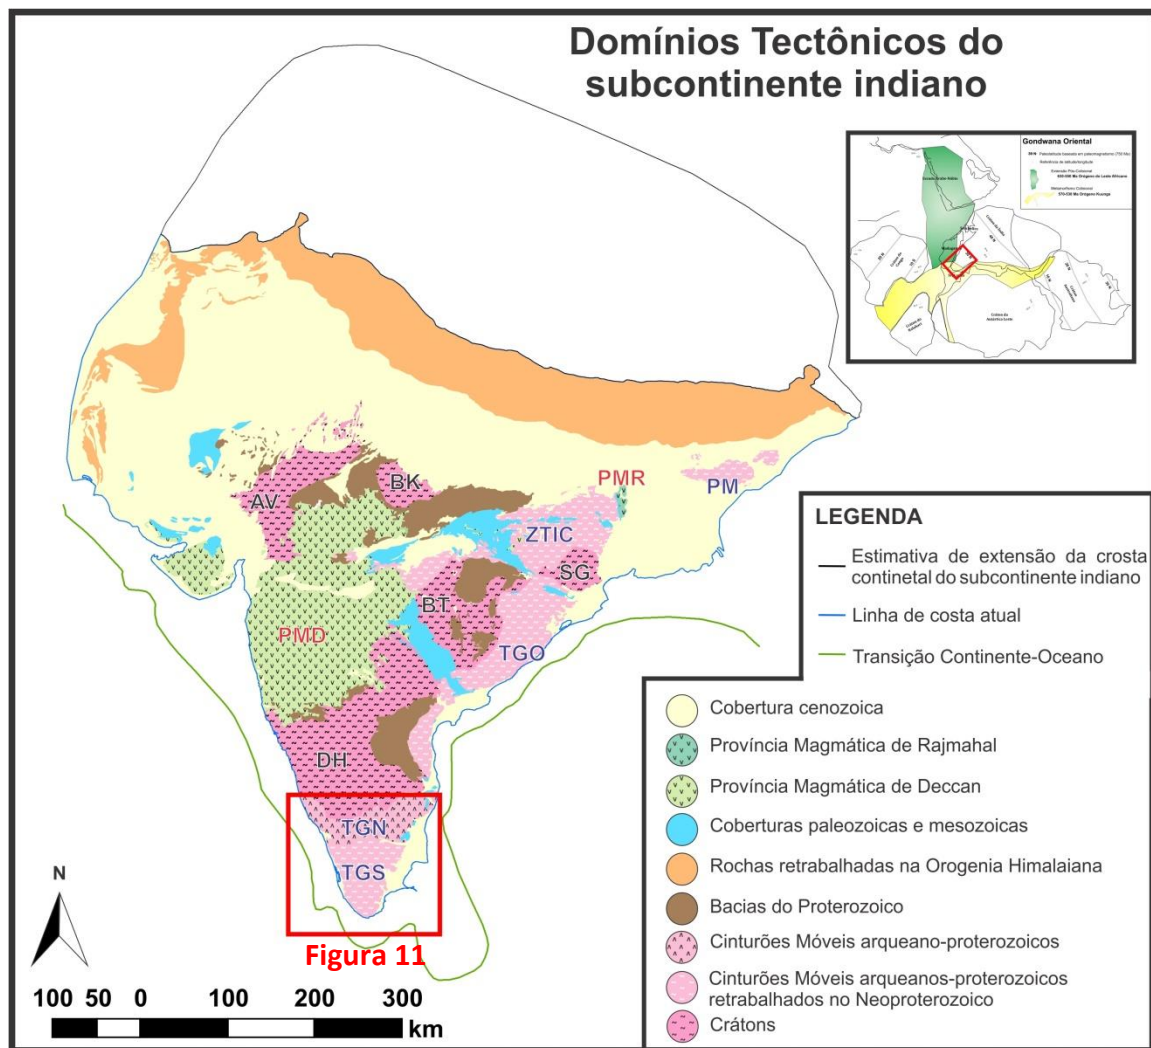 Domínios Tectônicos do
subcontinente indiano
Gondwana Oriental
PMR
PM
BK
AV
ZTIC
SG
BT
PMD
TGO
DH
TGN
TGS
Figura 11
N
100 50 0 100 200 300
km
LEGENDA
Estimativa de extensão da crosta
continetal do subcontinente indiano
Linha de costa atual
Transição Continente-Oceano
Cobertura cenozoica
Província Magmática de Rajmahal
Província Magmática de Deccan
Coberturas paleozoicas e mesozoicas
Rochas retrabalhadas na Orogenia Himalaiana
Bacias do Proterozoico
Cinturões Móveis arqueano-proterozoicos
Cinturões Móveis arqueanos-proterozoicos
retrabalhados no Neoproterozoico
Crátons